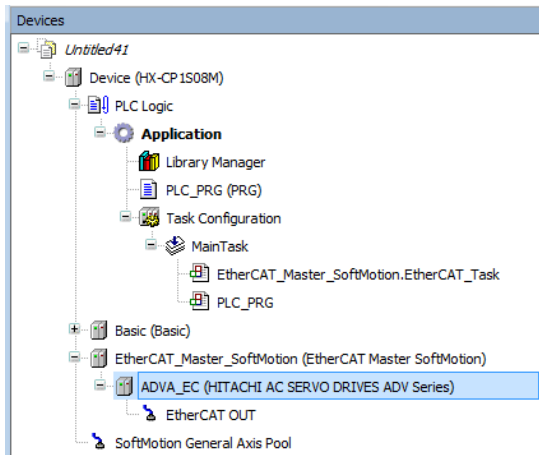 Devices
Untitled41
Device (HX-CP1S08M)
PLC Logic
Application
Library Manager
PLC_PRG (PRG)
Task Configuration
MainTask
EtherCAT_Master_SoftMotion.EtherCAT_Task
PLC_PRG
Basic (Basic)
EtherCAT_Master_SoftMotion (EtherCAT Master SoftMotion)
ADVA_EC (HITACHI AC SERVO DRIVES ADV Series)
EtherCAT OUT
SoftMotion General Axis Pool